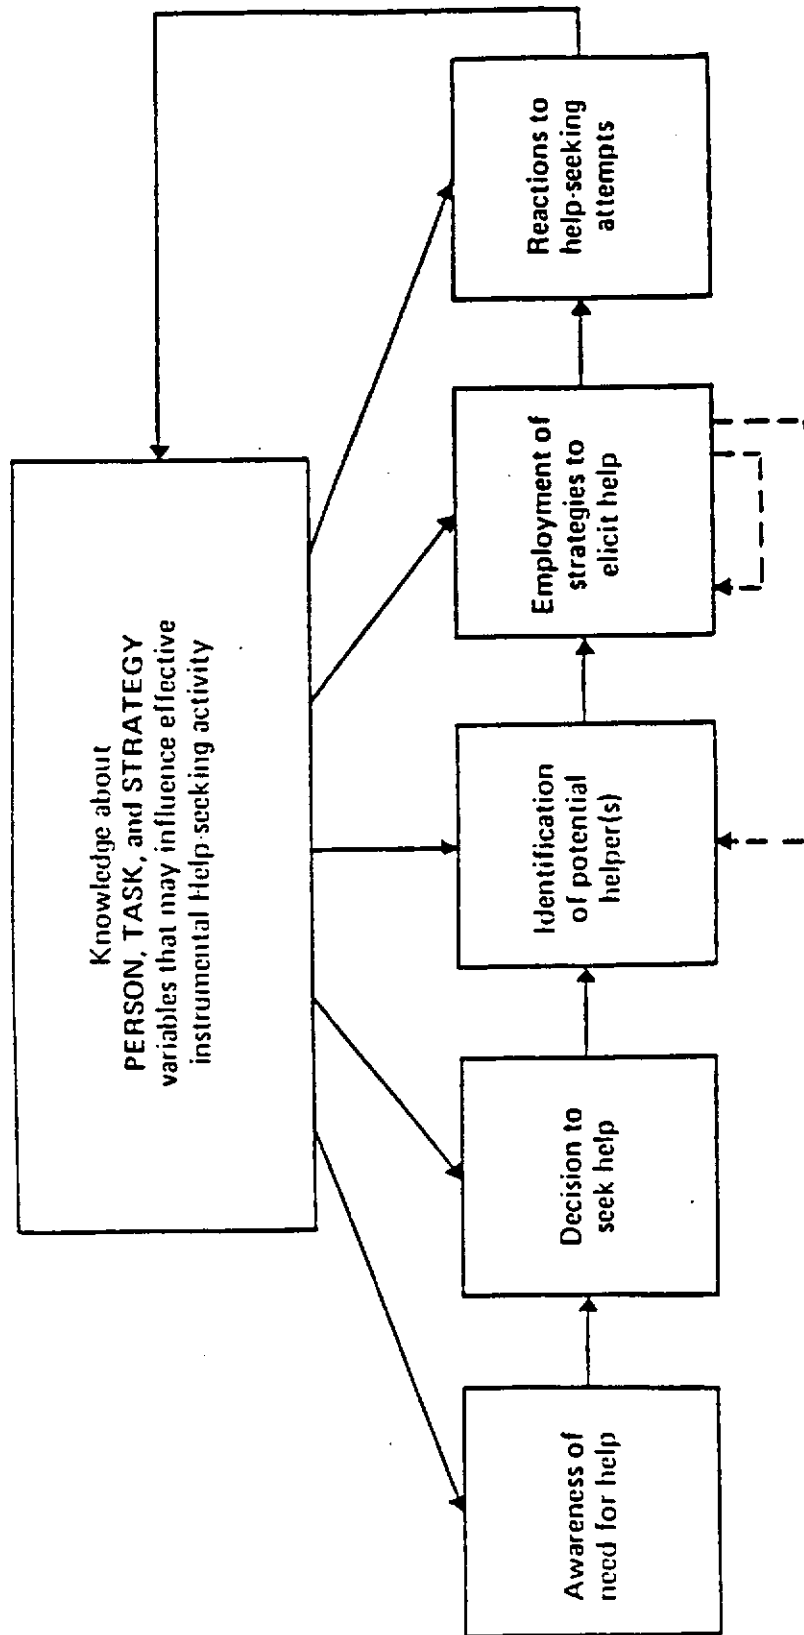 Knowledge about
PERSON, TASK, and STRATEGY
variables that may influence effective
instrumental Help-seeking activity
Awareness of
need for help
Decision to
seek help
Identification
of potential
helper(s)
Employment of
strategies to
elicit help
Reactions to
help-seeking
attempts